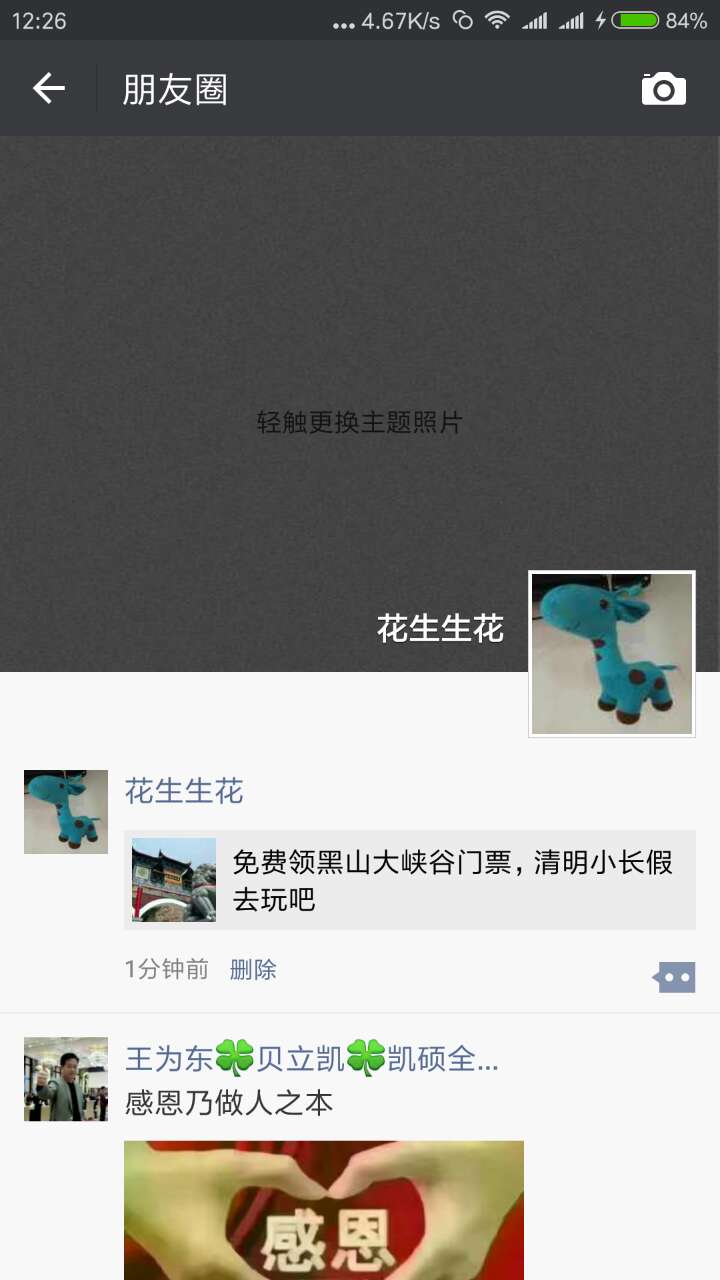 12:26
... 4.67K/s
84%
朋友圈
轻触更换主题照片
花生生花
花生生花
免费领黑山大峡谷门票，清明小长假
去玩吧
1分钟前 删除
王为东🍀贝立凯🍀凯硕全...
感恩乃做人之本
感恩